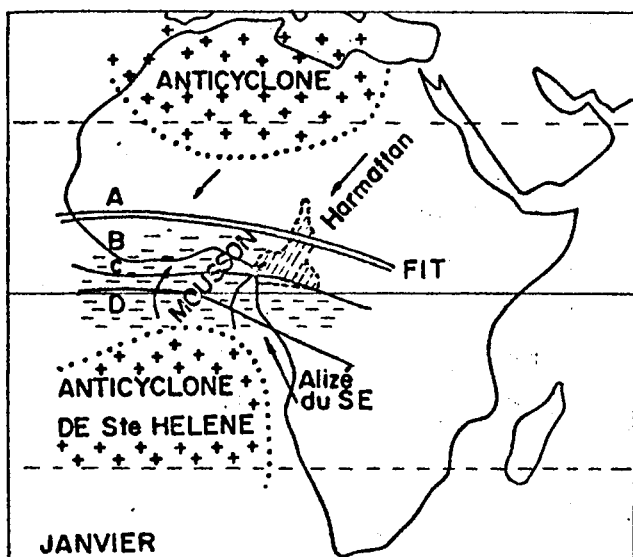 ANTICYCLONE
Harmattan
A
B
MOUSSON
FIT
C
D
ANTICYCLONE
DE Ste HELENE
Alizé
du SE
JANVIER